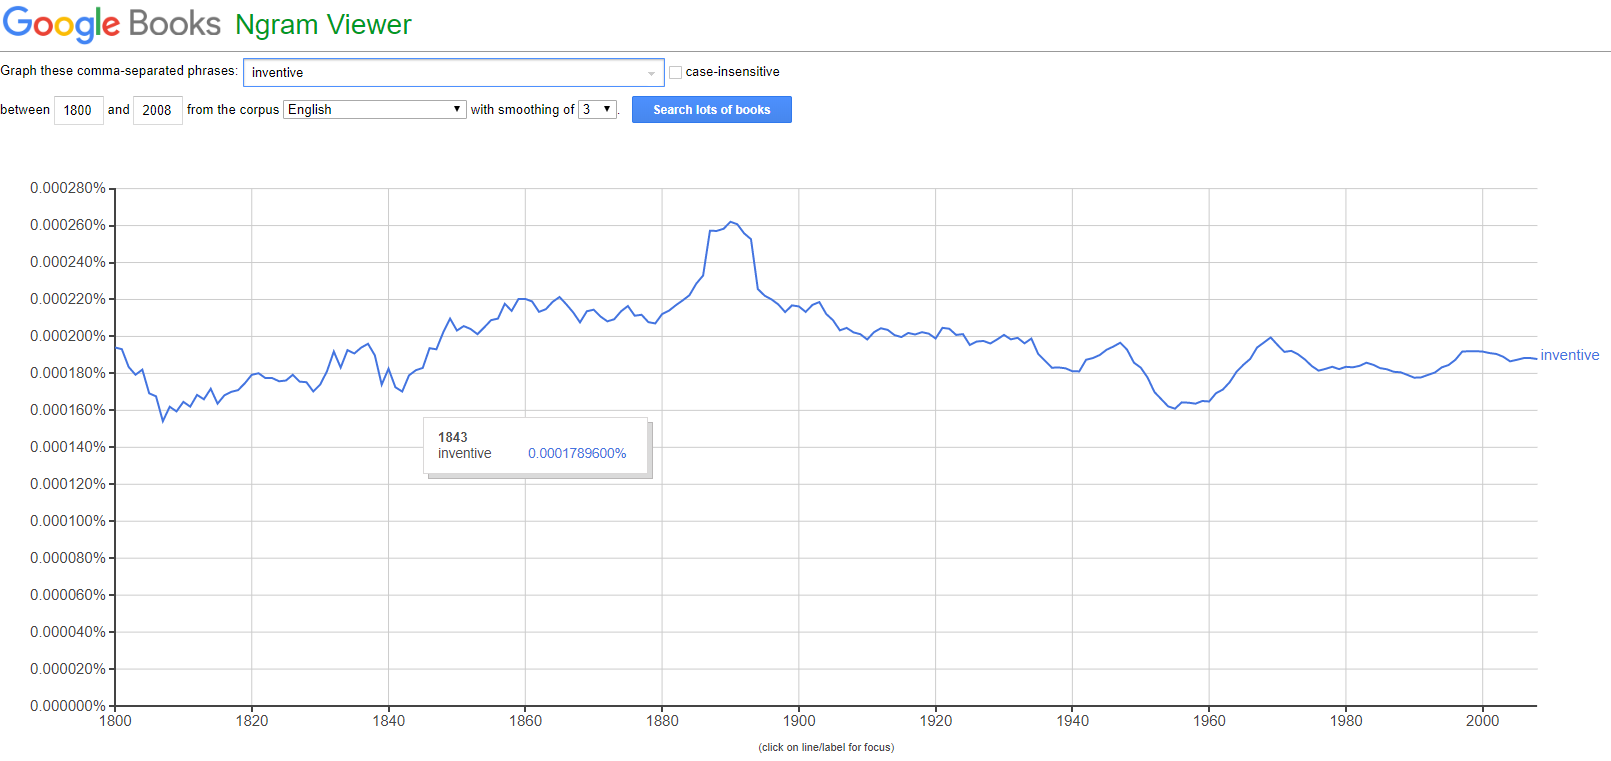 Google Books Ngram Viewer
Graph these comma-separated phrases: inventive case-insensitive
between 1800 and 2008 from the corpus English with smoothing of 3 . Search lots of books
0.000280%
0.000260%
0.000240%
0.000220%
0.000200%
0.000180%
0.000160%
0.000140%
0.000120%
0.000100%
0.000080%
0.000060%
0.000040%
0.000020%
0.000000%
inventive
1843
inventive 0.0001789600%
1800 1820 1840 1860 1880 1900 1920 1940 1960 1980 2000
(click on line/label for focus)